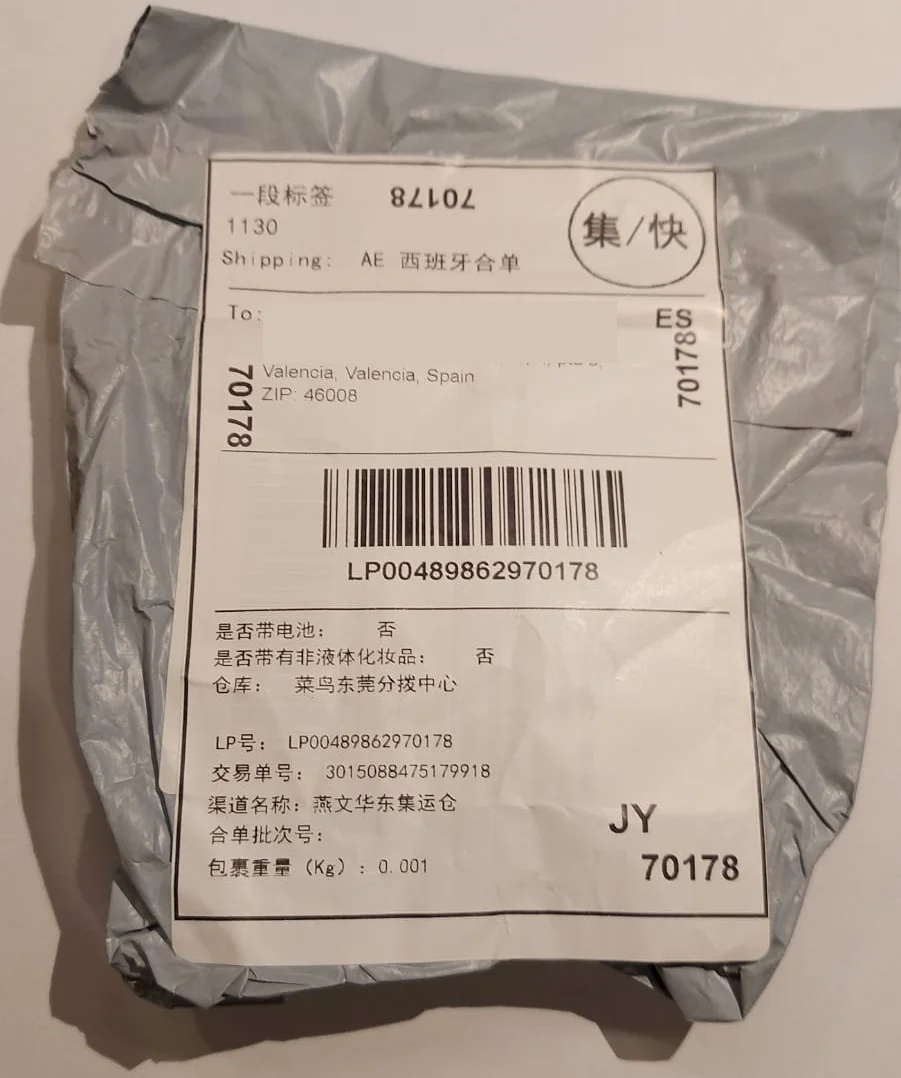 一段标签
70178
集/快
1130
Shipping: AE 西班牙合单
To:
ES
70178
70178
Valencia, Valencia, Spain
ZIP: 46008
LP00489862970178
是否带电池： 否
是否带有非液体化妆品： 否
仓库： 菜鸟东莞分拨中心
LP号： LP00489862970178
交易单号： 3015088475179918
渠道名称：燕文华东集运仓
合单批次号：
JY
包裹重量（Kg）：0.001
70178